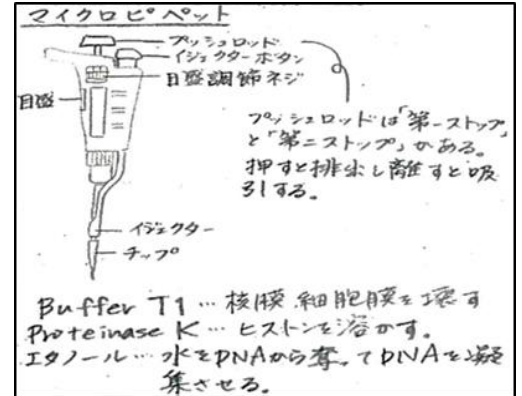 マイクロピペット
プッシュロッド
イジェクターボタン
目盛調節ネジ
目盛
プッシュロッドは「第一ストップ」
と「第二ストップ」がある。
押すと排出し離すと吸
引する。
イジェクター
チップ
Buffer T1…核膜、細胞膜を壊す
Proteinase K…ヒストンを溶かす。
エタノール…水をDNAから奪ってDNAを凝
集させる。